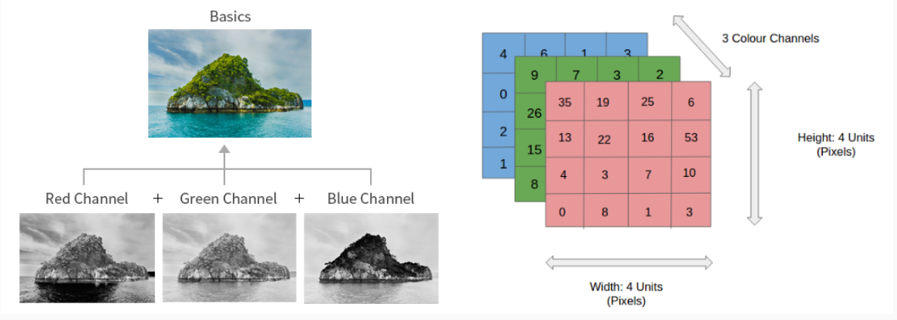 Basics
Red Channel + Green Channel + Blue Channel
3 Colour Channels
4 6 1 3
9 7 3 2
0
35 19 25 6
26
13 22 16 53
2
15
4 3 7 10
1
8
0 8 1 3
Height: 4 Units
(Pixels)
Width: 4 Units
(Pixels)